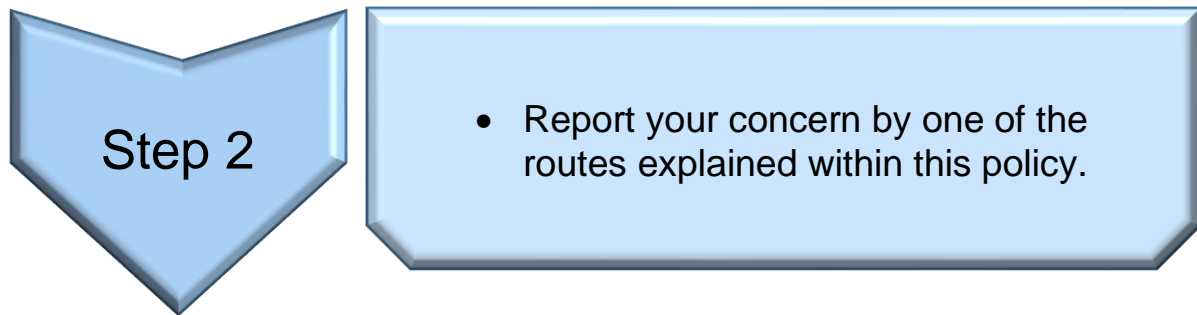 Step 2
• Report your concern by one of the
routes explained within this policy.